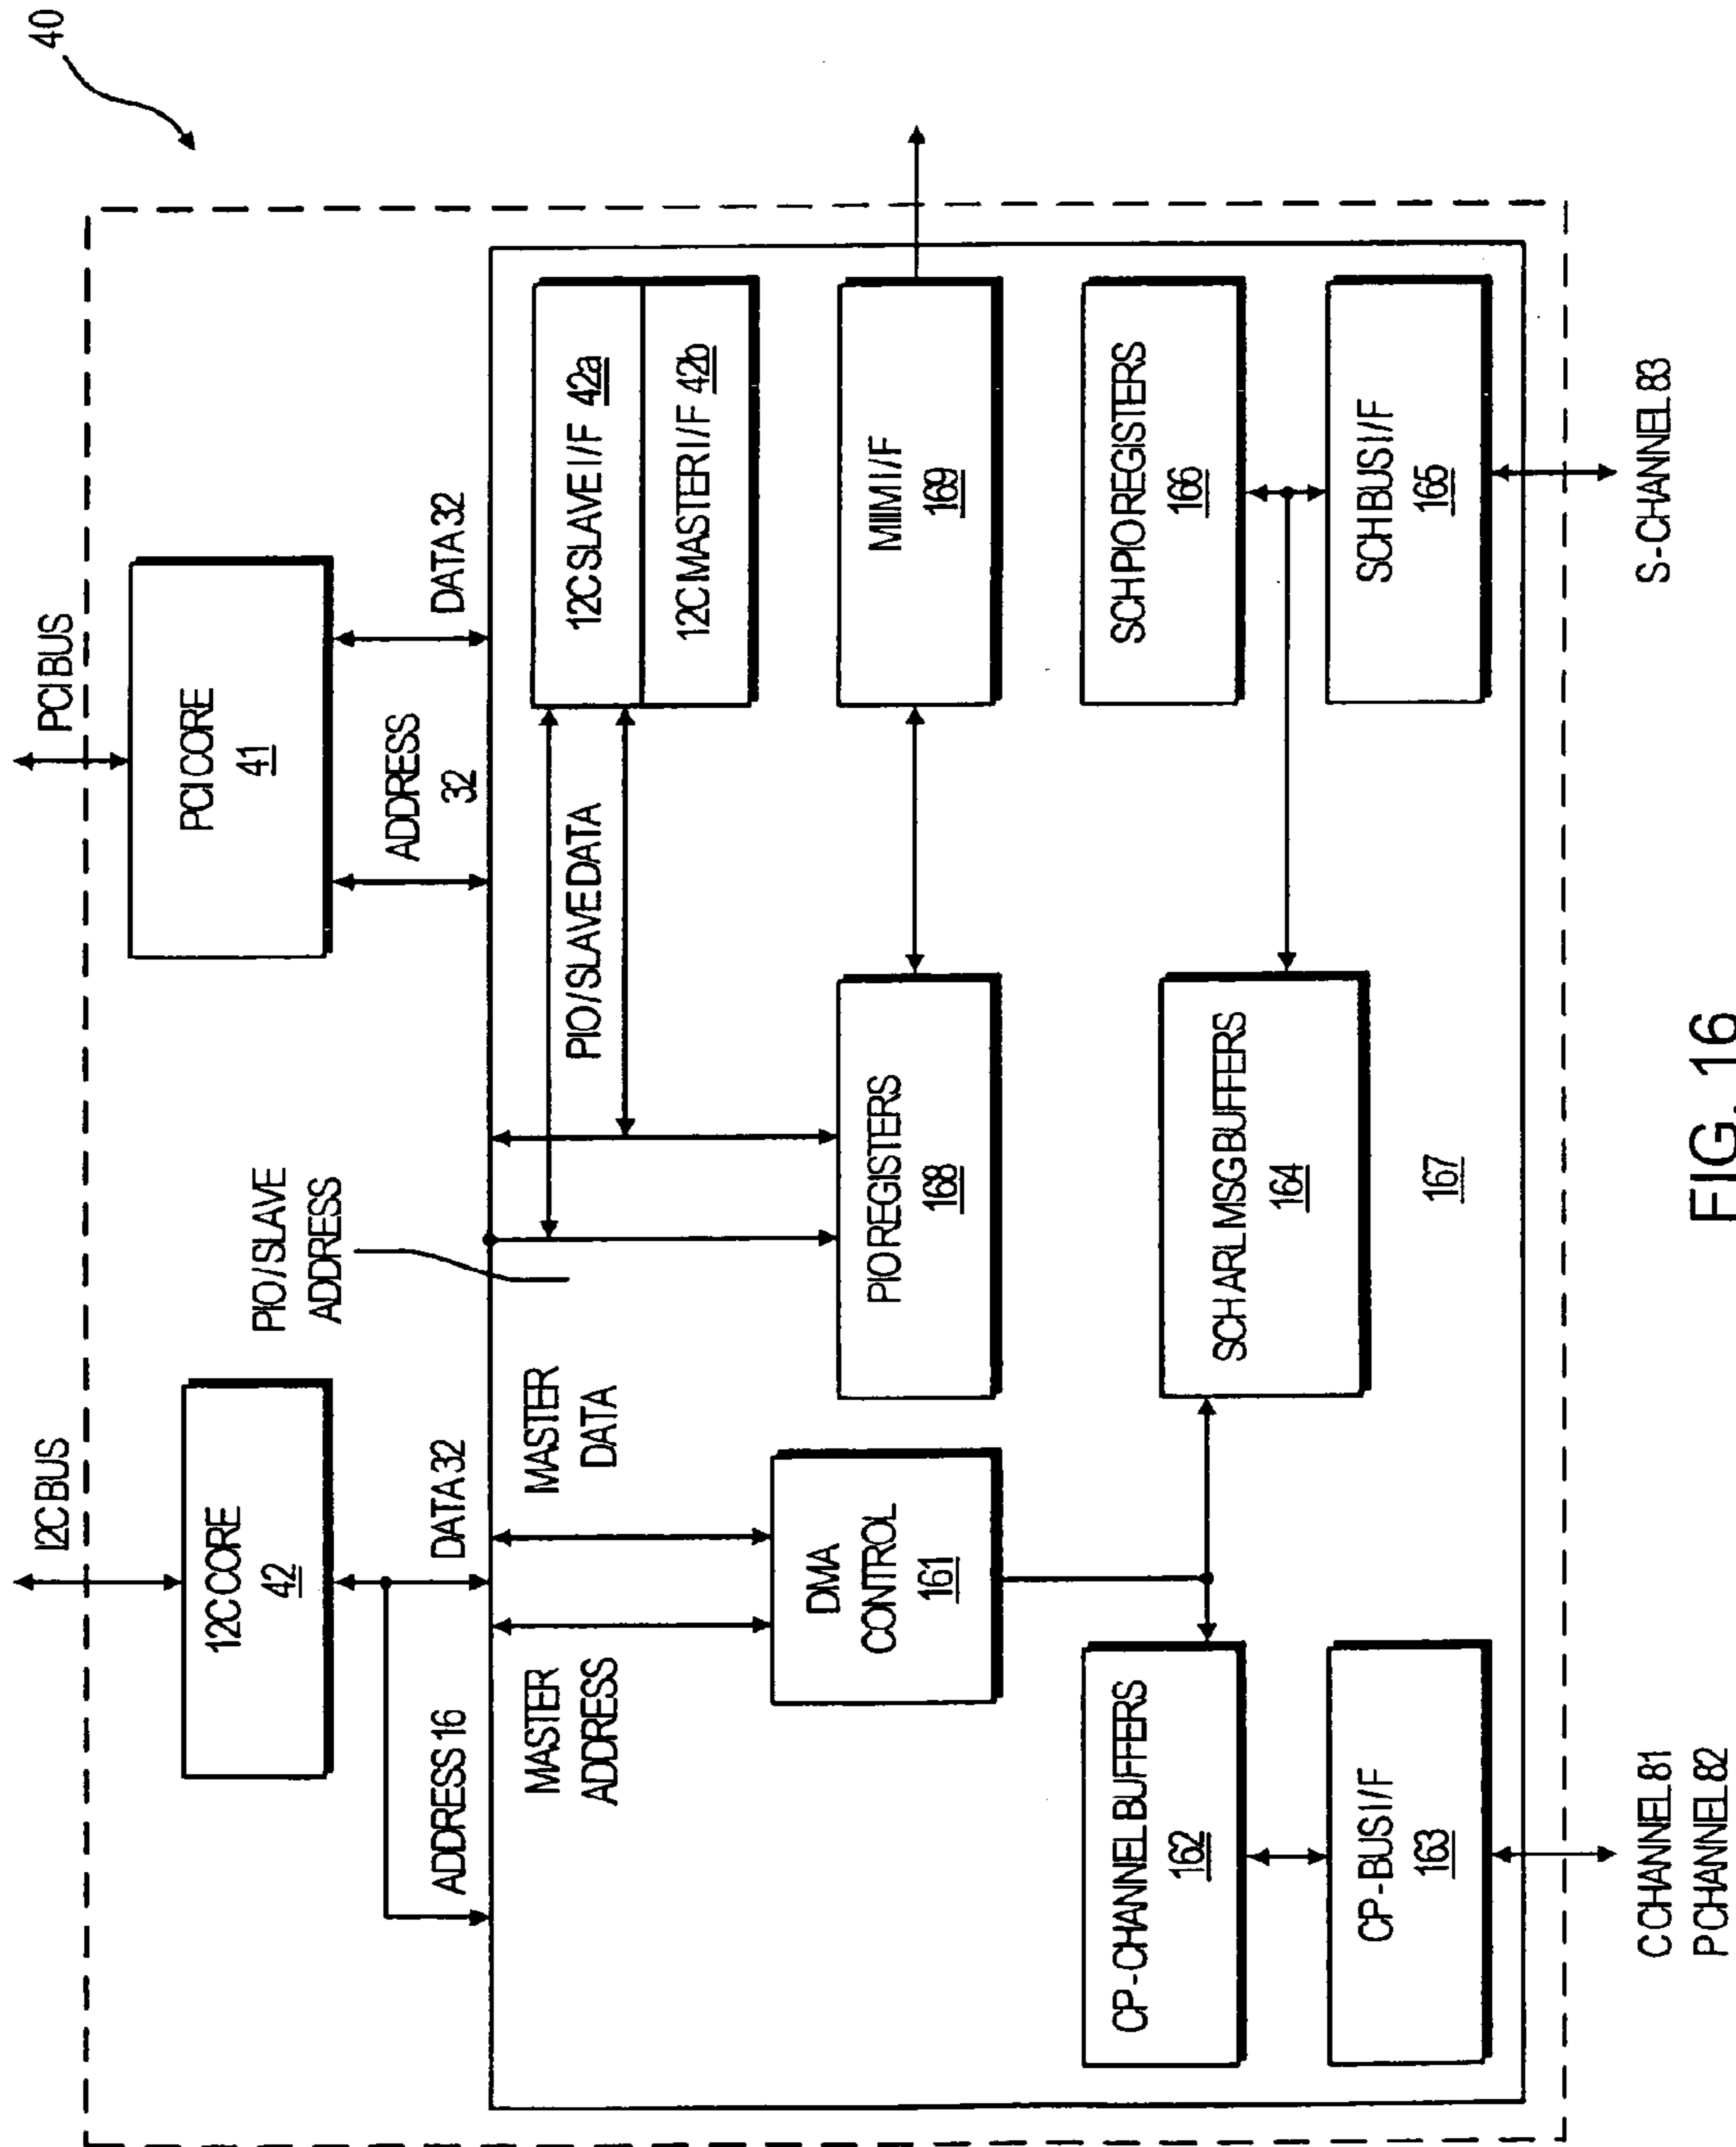 40
I2C BUS
PCI BUS
12C CORE
42
PCI CORE
41
ADDRESS 16
DATA 32
PIO/SLAVE
ADDRESS
ADDRESS
32
DATA 32
MASTER
ADDRESS
MASTER
DATA
PIO/SLAVE DATA
12C SLAVE I/F 42a
12C MASTER I/F 42b
DMA
CONTROL
161
PIO REGISTERS
168
MIIM I/F
169
CP-CHANNEL BUFFERS
162
SCH ARL MSG BUFFERS
164
SCH PIO REGISTERS
166
CP-BUS I/F
163
167
SCH BUS I/F
165
C CHANNEL 81
P CHANNEL 82
S-CHANNEL 83
FIG. 16